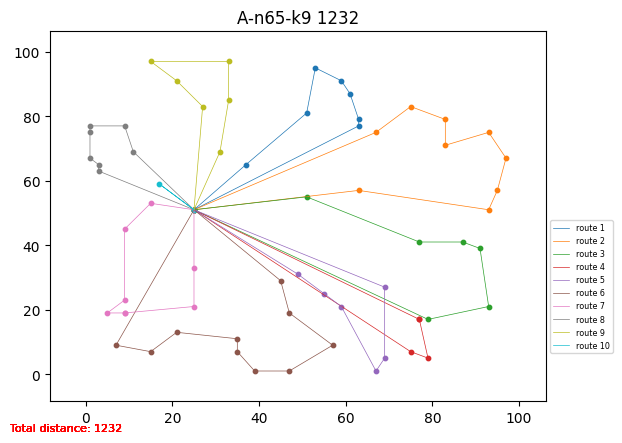 A-n65-k9 1232
100
80
60
40
20
0
0 20 40 60 80 100
route 1
route 2
route 3
route 4
route 5
route 6
route 7
route 8
route 9
route 10
Total distance: 1232